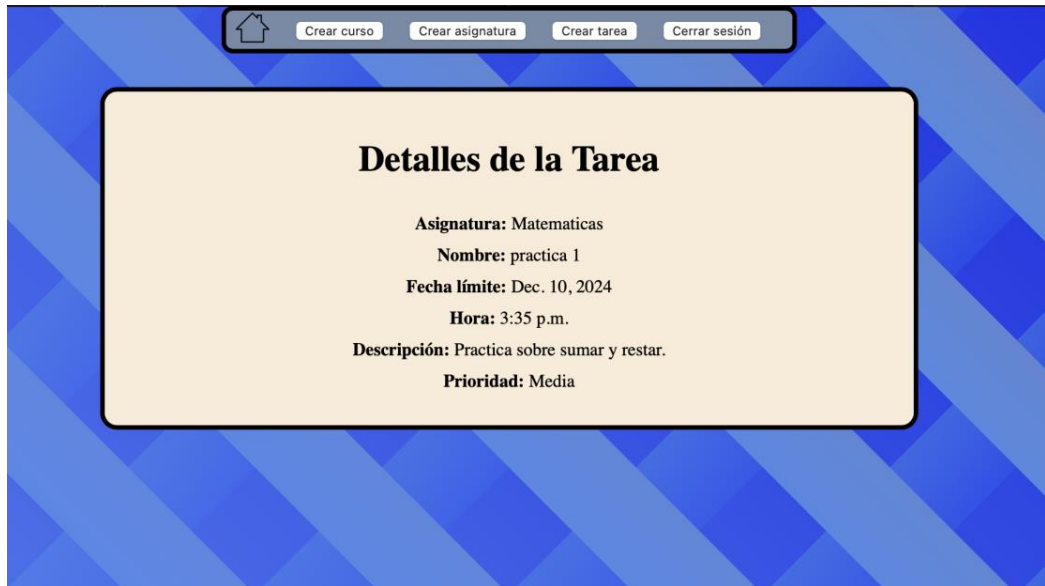 Crear curso Crear asignatura Crear tarea Cerrar sesión
Detalles de la Tarea
Asignatura: Matematicas
Nombre: practica 1
Fecha límite: Dec. 10, 2024
Hora: 3:35 p.m.
Descripción: Practica sobre sumar y restar.
Prioridad: Media